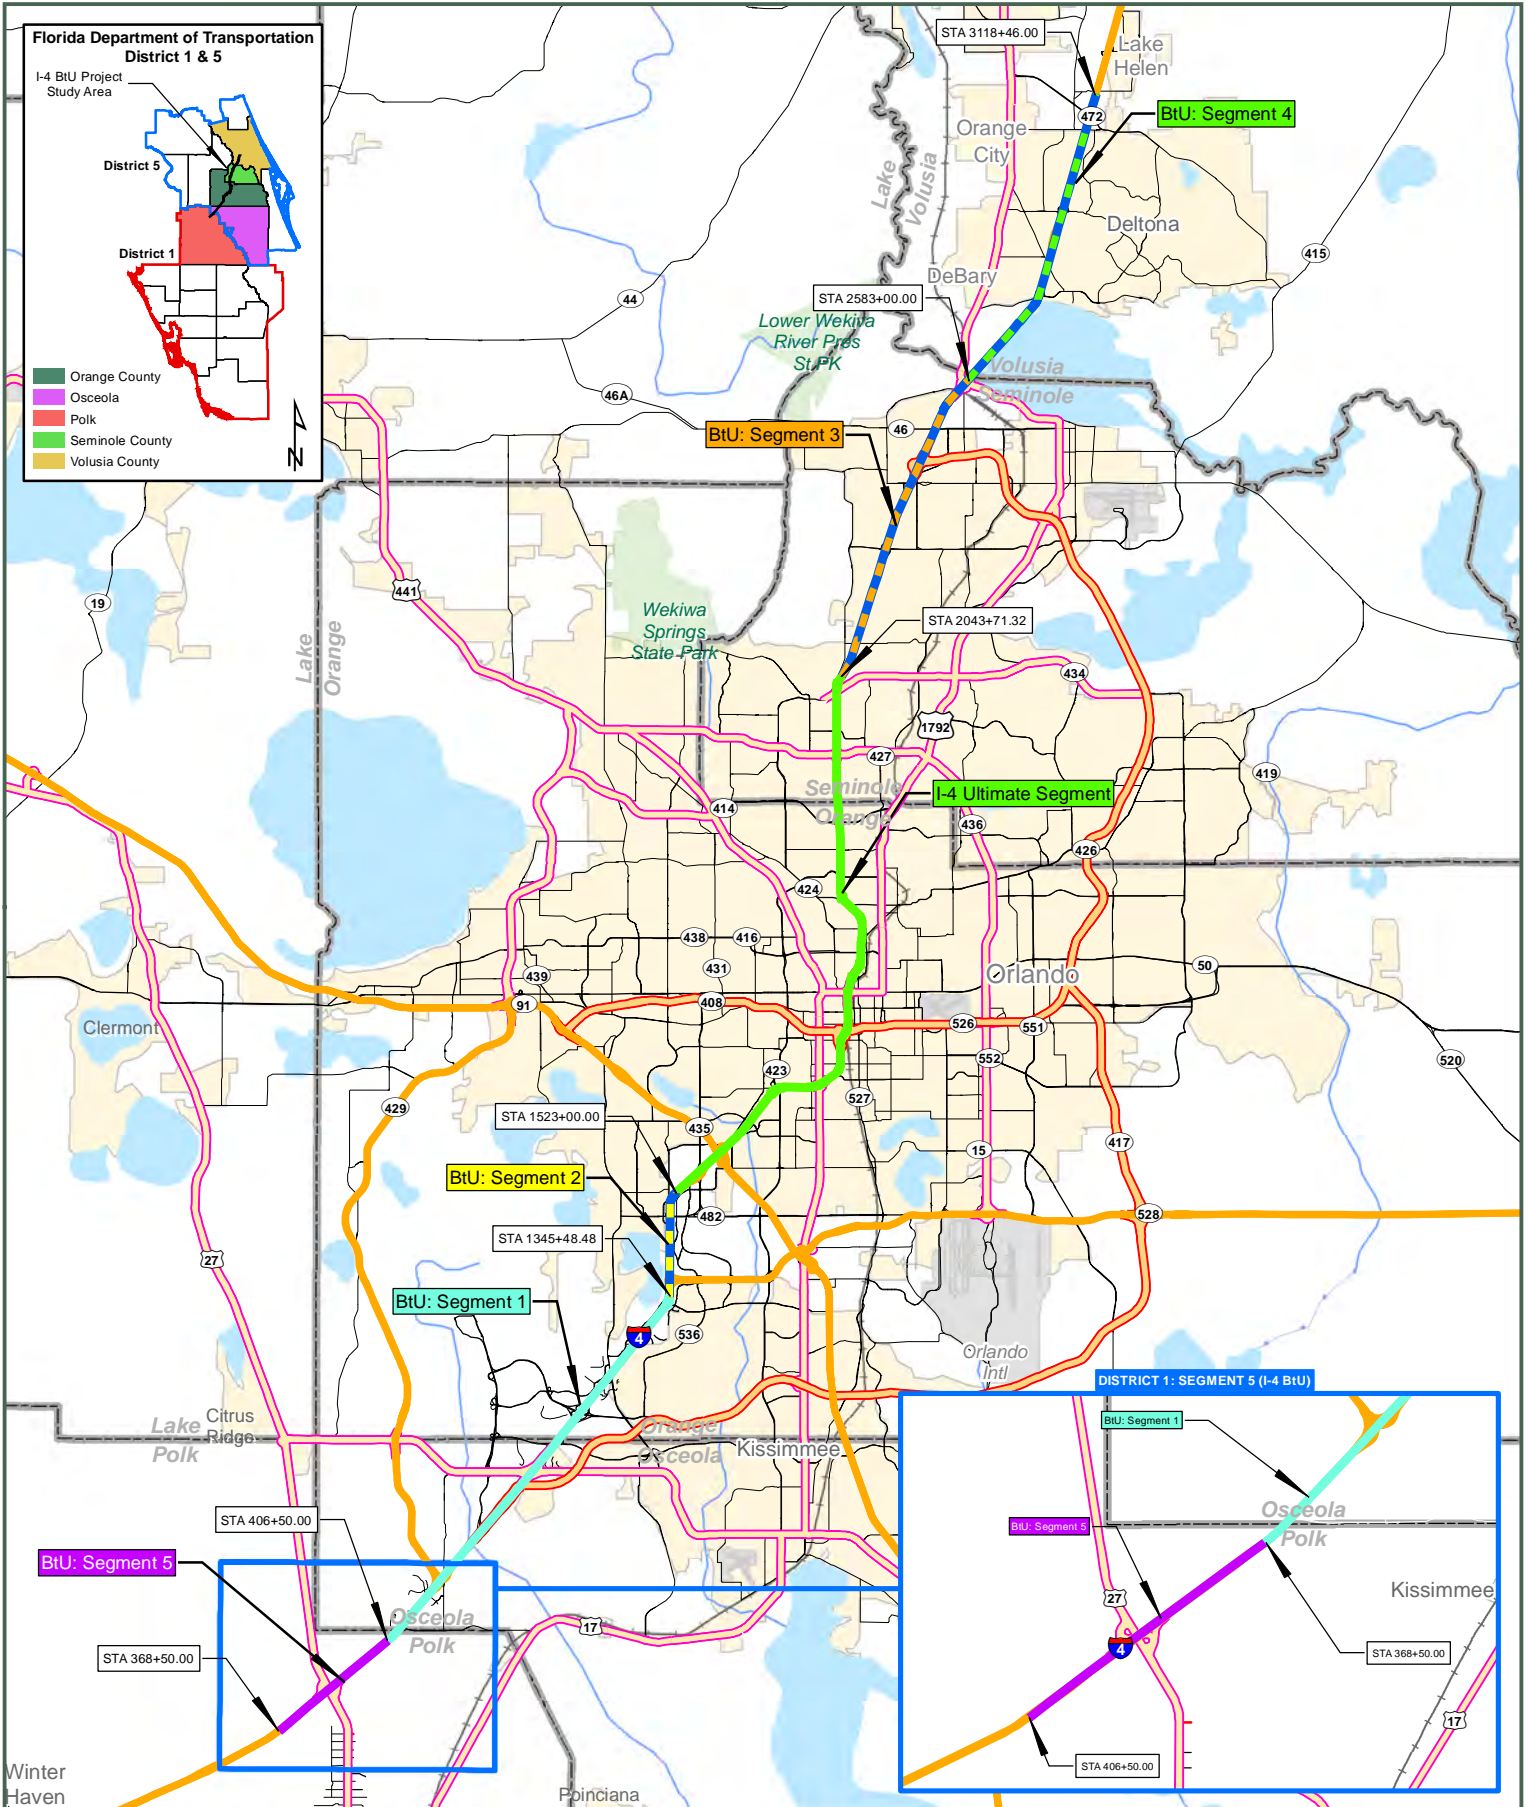 Florida Department of Transportation
District 1 & 5
I-4 BtU Project
Study Area
District 5
District 1
Orange County
Osceola
Polk
Seminole County
Volusia County
N
STA 3118+46.00
Lake
Helen
472
BtU: Segment 4
Orange
City
Lake
Volusia
Deltona
415
DeBary
STA 2583+00.00
44
Lower Wekiva
River Pres
St PK
Volusia
Seminole
46A
BtU: Segment 3
46
441
19
Wekiwa
Springs
State Park
STA 2043+71.32
Lake
Orange
434
1792
427
419
Seminole
Orange
I-4 Ultimate Segment
414
436
426
424
438
416
431
439
Orlando
50
91
408
526
551
Clermont
552
520
423
527
429
STA 1523+00.00
435
417
15
BtU: Segment 2
482
528
STA 1345+48.48
27
BtU: Segment 1
4
536
Orlando
Intl
DISTRICT 1: SEGMENT 5 (I-4 BtU)
Lake
Polk
Citrus
Ridge
Orange
Osceola
Kissimmee
BtU: Segment 1
Osceola
Polk
STA 406+50.00
BtU: Segment 5
BtU: Segment 5
27
Kissimmee
Osceola
Polk
17
4
STA 368+50.00
STA 368+50.00
17
STA 406+50.00
Winter
Haven
Poinciana